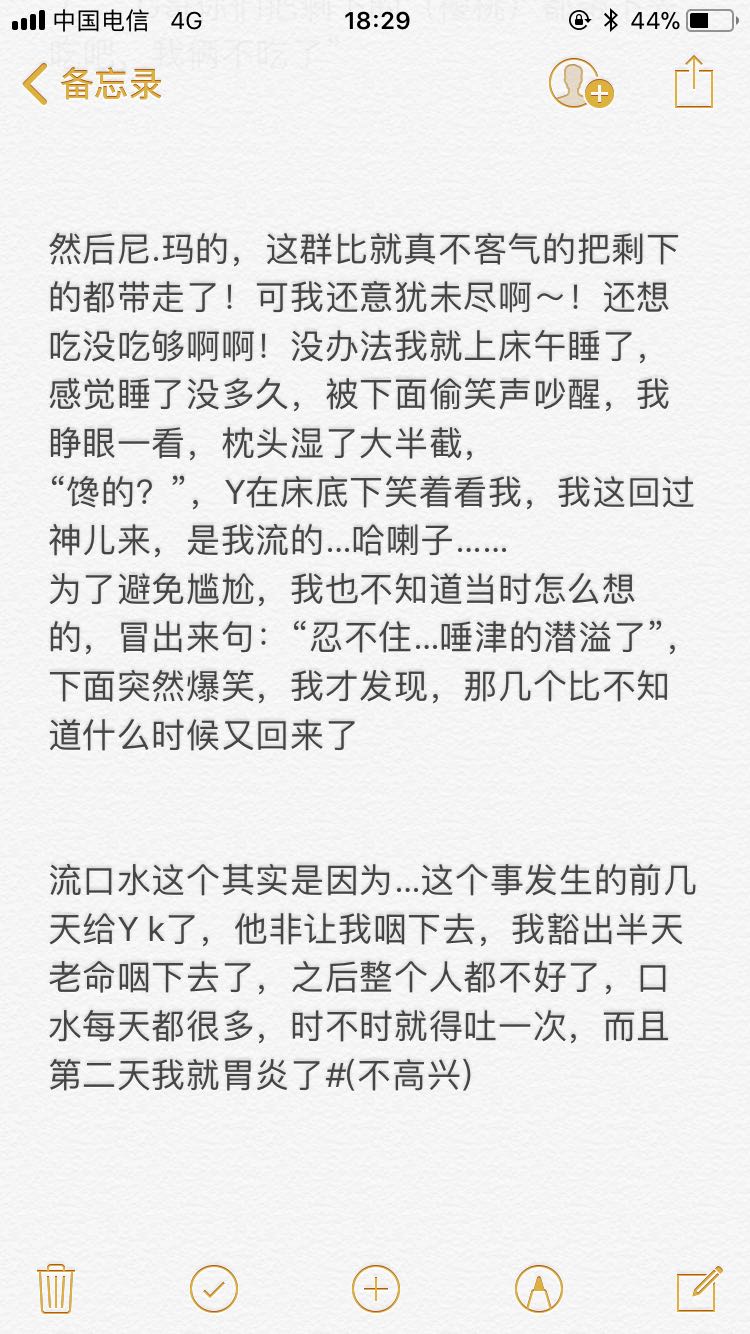 中国电信 4G 18:29 44%
吃吧，我俩不吃了”
备忘录
然后尼.玛的，这群比就真不客气的把剩下
的都带走了！可我还意犹未尽啊～！还想
吃没吃够啊啊！没办法我就上床午睡了，
感觉睡了没多久，被下面偷笑声吵醒，我
睁眼一看，枕头湿了大半截，
“馋的？”，Y在床底下笑着看我，我这回过
神儿来，是我流的...哈喇子......
为了避免尴尬，我也不知道当时怎么想
的，冒出来句：“忍不住...唾津的潜溢了”，
下面突然爆笑，我才发现，那几个比不知
道什么时候又回来了
流口水这个其实是因为...这个事发生的前几
天给Y k了，他非让我咽下去，我豁出半天
老命咽下去了，之后整个人都不好了，口
水每天都很多，时不时就得吐一次，而且
第二天我就胃炎了#(不高兴)